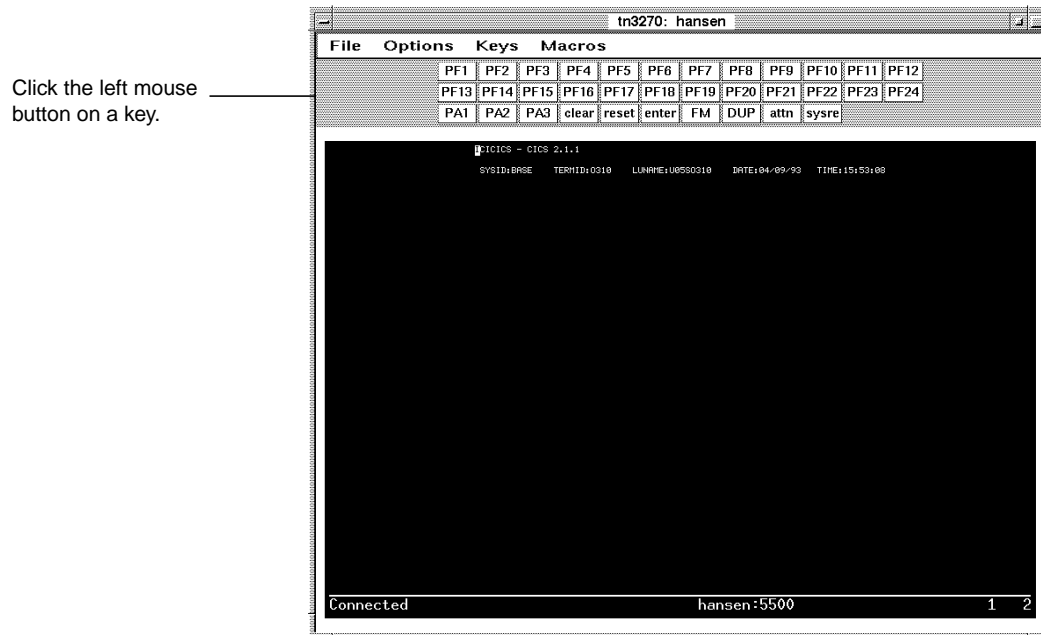 tn3270: hansen
File Options Keys Macros
PF1 PF2 PF3 PF4 PF5 PF6 PF7 PF8 PF9 PF10 PF11 PF12
Click the left mouse
button on a key.
PF13 PF14 PF15 PF16 PF17 PF18 PF19 PF20 PF21 PF22 PF23 PF24
PA1 PA2 PA3 clear reset enter FM DUP attn sysre
- CICS 2.1.1
SYSID:BASE TERMID:O310 LUNAME:U05SO310 DATE:04/09/93 TIME:15:53:08
Connected hansen:5500 1 2